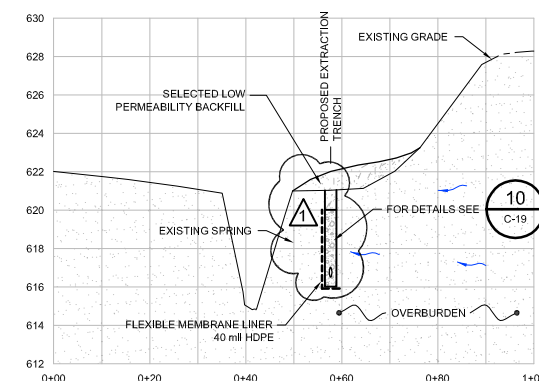 630
628
626
624
622
620
618
616
614
612
EXISTING GRADE
PROPOSED EXTRACTION
TRENCH
SELECTED LOW
PERMEABILITY BACKFILL
1
10
C-19
FOR DETAILS SEE
EXISTING SPRING
FLEXIBLE MEMBRANE LINER
40 mil HDPE
OVERBURDEN
0+00
0+20
0+40
0+60
0+80